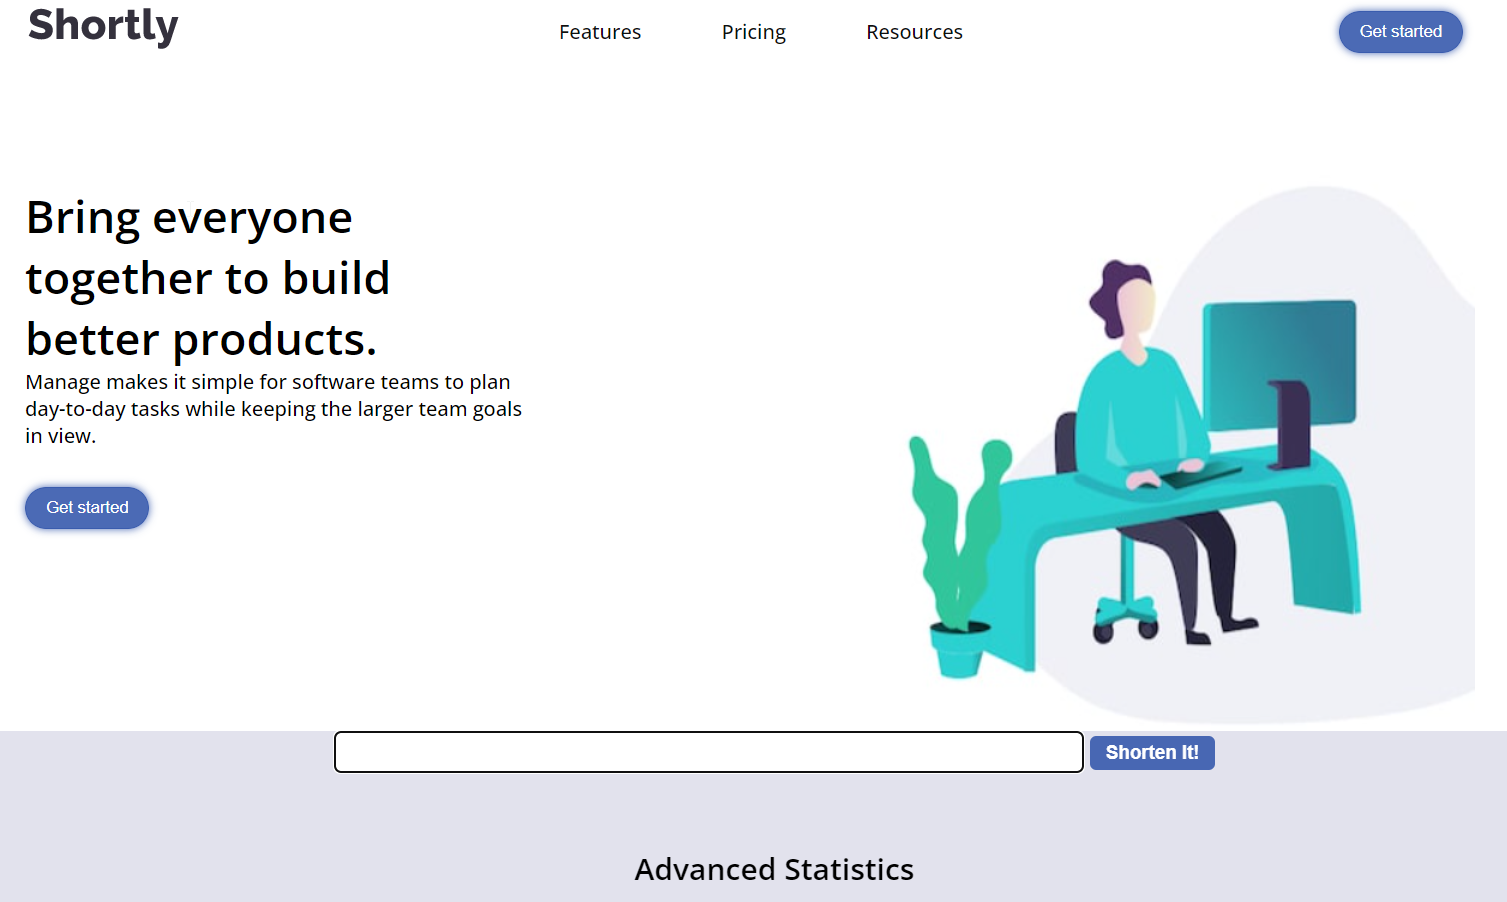 Shortly
Features
Pricing
Resources
Get started
Bring everyone
together to build
better products.
Manage makes it simple for software teams to plan
day-to-day tasks while keeping the larger team goals
in view.
Get started
Shorten It!
Advanced Statistics